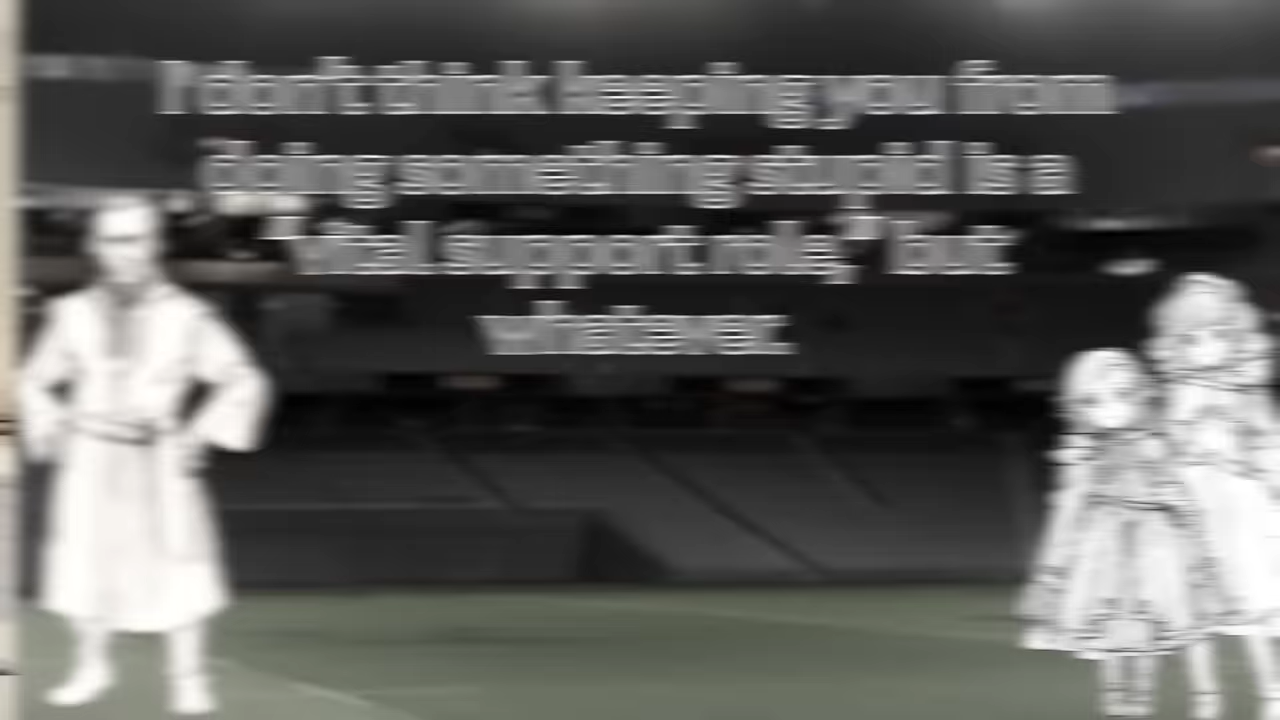 I don't think keeping you from
doing something stupid is a
"vital support role," but
whatever.